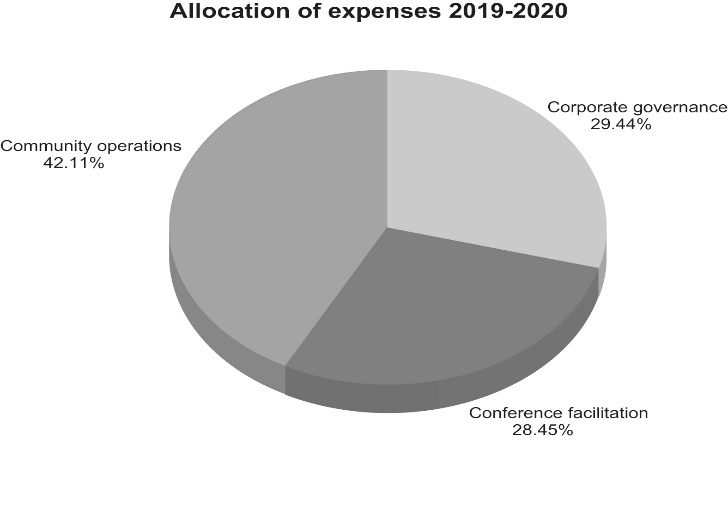 Allocation of expenses 2019-2020
Corporate governance
29.44%
Community operations
42.11%
Conference facilitation
28.45%